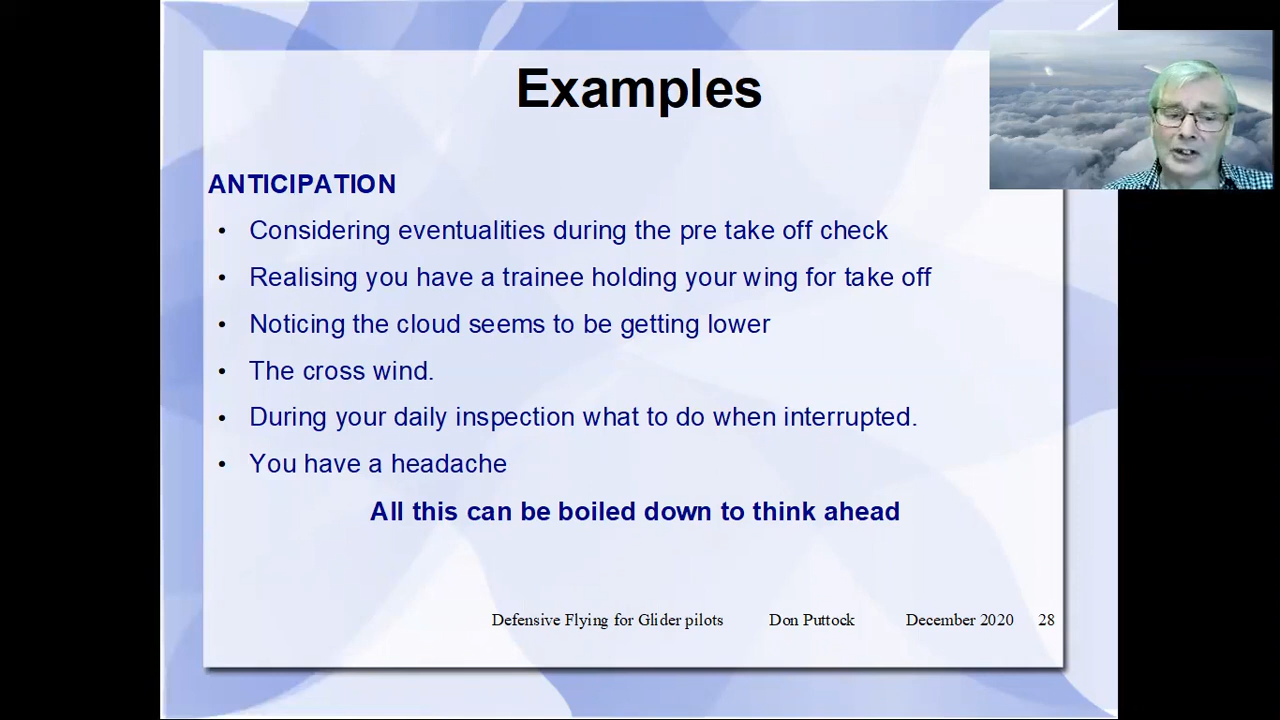 Examples
ANTICIPATION
• Considering eventualities during the pre take off check
• Realising you have a trainee holding your wing for take off
• Noticing the cloud seems to be getting lower
• The cross wind.
• During your daily inspection what to do when interrupted.
• You have a headache
All this can be boiled down to think ahead
Defensive Flying for Glider pilots Don Puttock December 2020 28